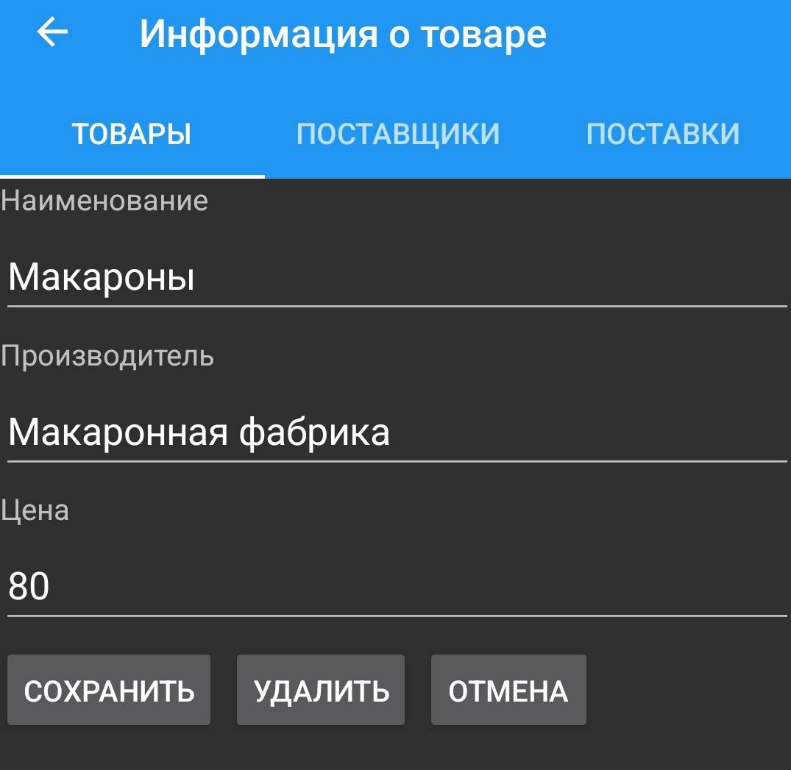 Информация о товаре
ТОВАРЫ ПОСТАВЩИКИ ПОСТАВКИ
Наименование
Макароны
Производитель
Макаронная фабрика
Цена
80
СОХРАНИТЬ УДАЛИТЬ ОТМЕНА